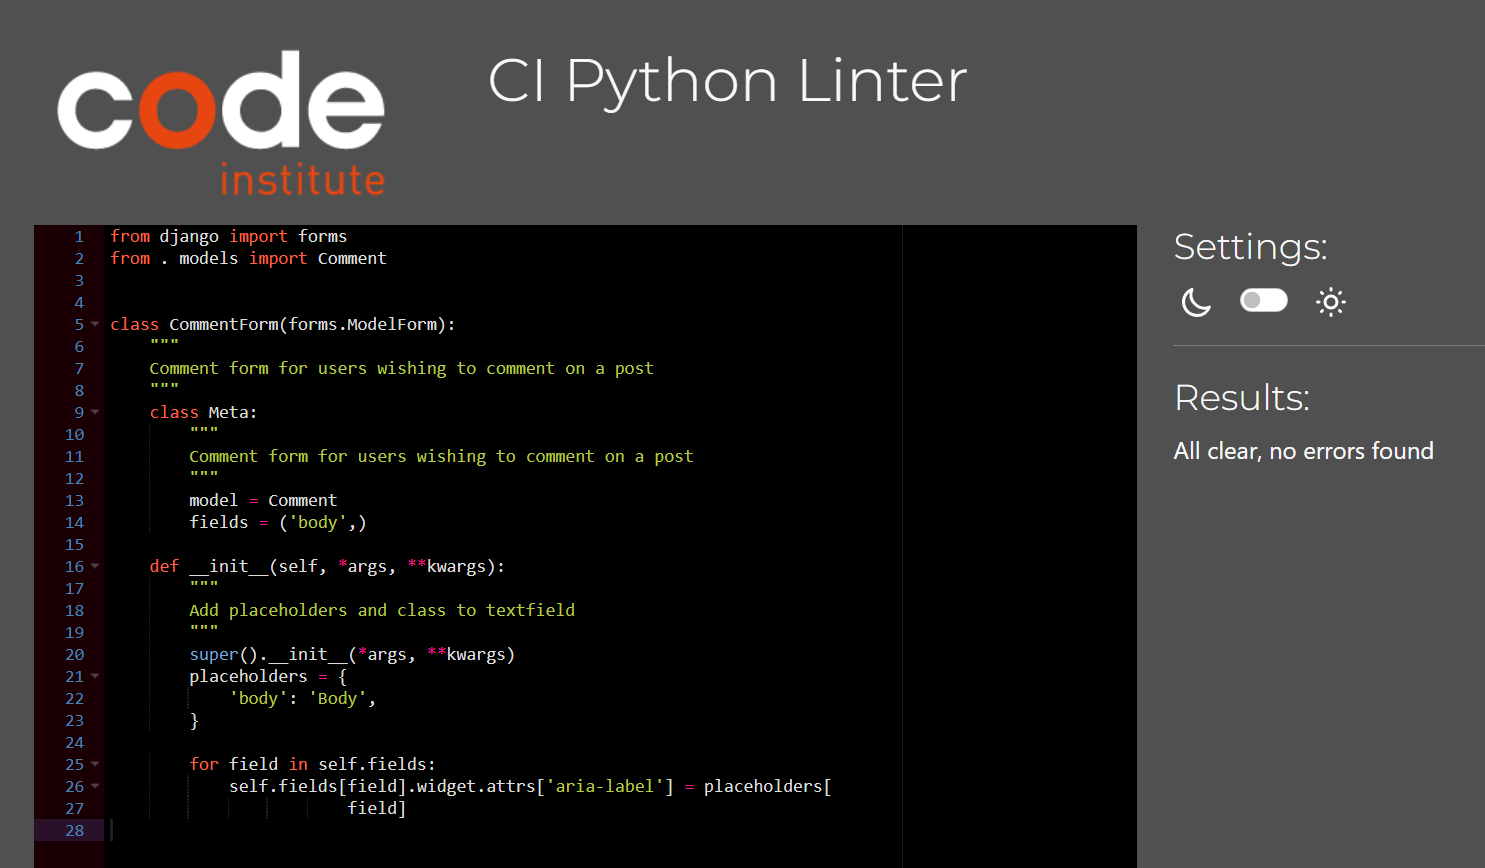 code
institute
CI Python Linter
1 from django import forms
2 from . models import Comment
3
4
5 class CommentForm(forms.ModelForm):
6     """
7     Comment form for users wishing to comment on a post
8     """
9     class Meta:
10         """
11         Comment form for users wishing to comment on a post
12         """
13         model = Comment
14         fields = ('body',)
15
16     def __init__(self, *args, **kwargs):
17         """
18         Add placeholders and class to textfield
19         """
20         super().__init__(*args, **kwargs)
21         placeholders = {
22             'body': 'Body',
23         }
24
25         for field in self.fields:
26             self.fields[field].widget.attrs['aria-label'] = placeholders[
27                         field]
28
Settings:
Results:
All clear, no errors found